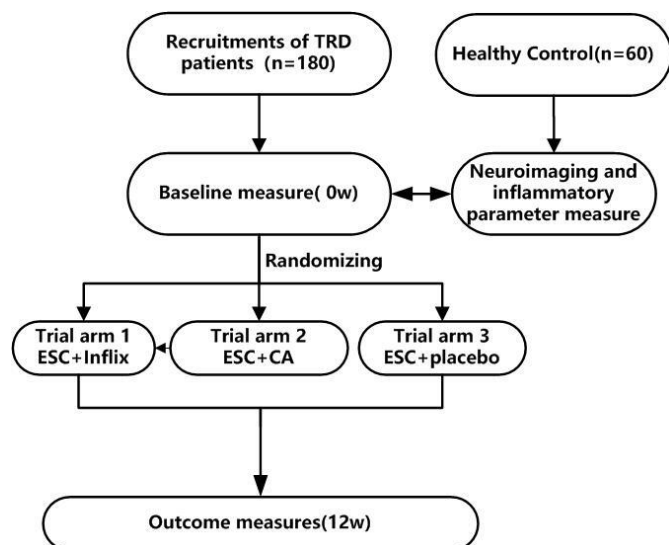 Recruitments of TRD
patients (n=180)
Healthy Control(n=60)
Baseline measure( 0w)
Neuroimaging and
inflammatory
parameter measure
Randomizing
Trial arm 1
ESC+Inflix
Trial arm 2
ESC+CA
Trial arm 3
ESC+placebo
Outcome measures(12w)